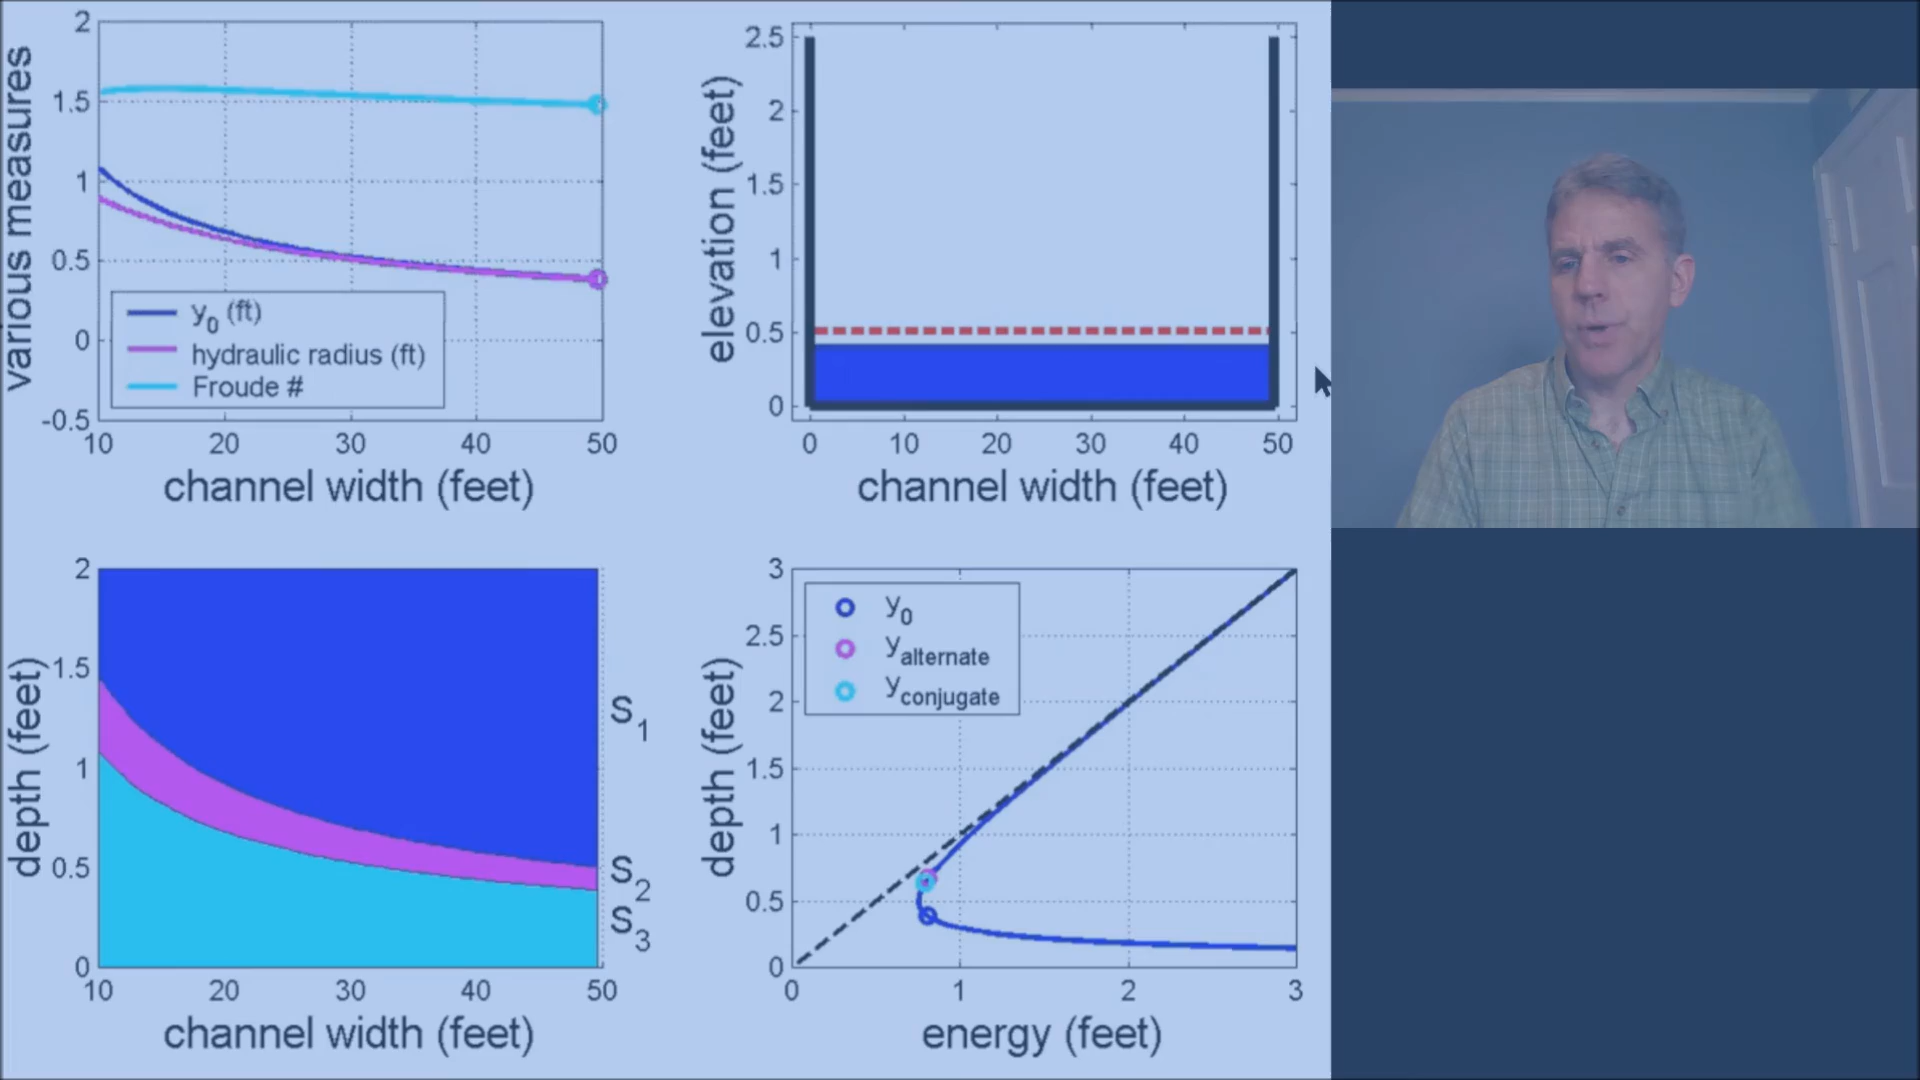 various measures
2
1.5
1
0.5
0
-0.5
y0 (ft)
hydraulic radius (ft)
Froude #
10 20 30 40 50
channel width (feet)
elevation (feet)
2.5
2
1.5
1
0.5
0
0 10 20 30 40 50
channel width (feet)
depth (feet)
2
1.5
1
0.5
0
S1
S2
S3
10 20 30 40 50
channel width (feet)
depth (feet)
3
2.5
2
1.5
1
0.5
0
y0
yalternate
yconjugate
0 1 2 3
energy (feet)